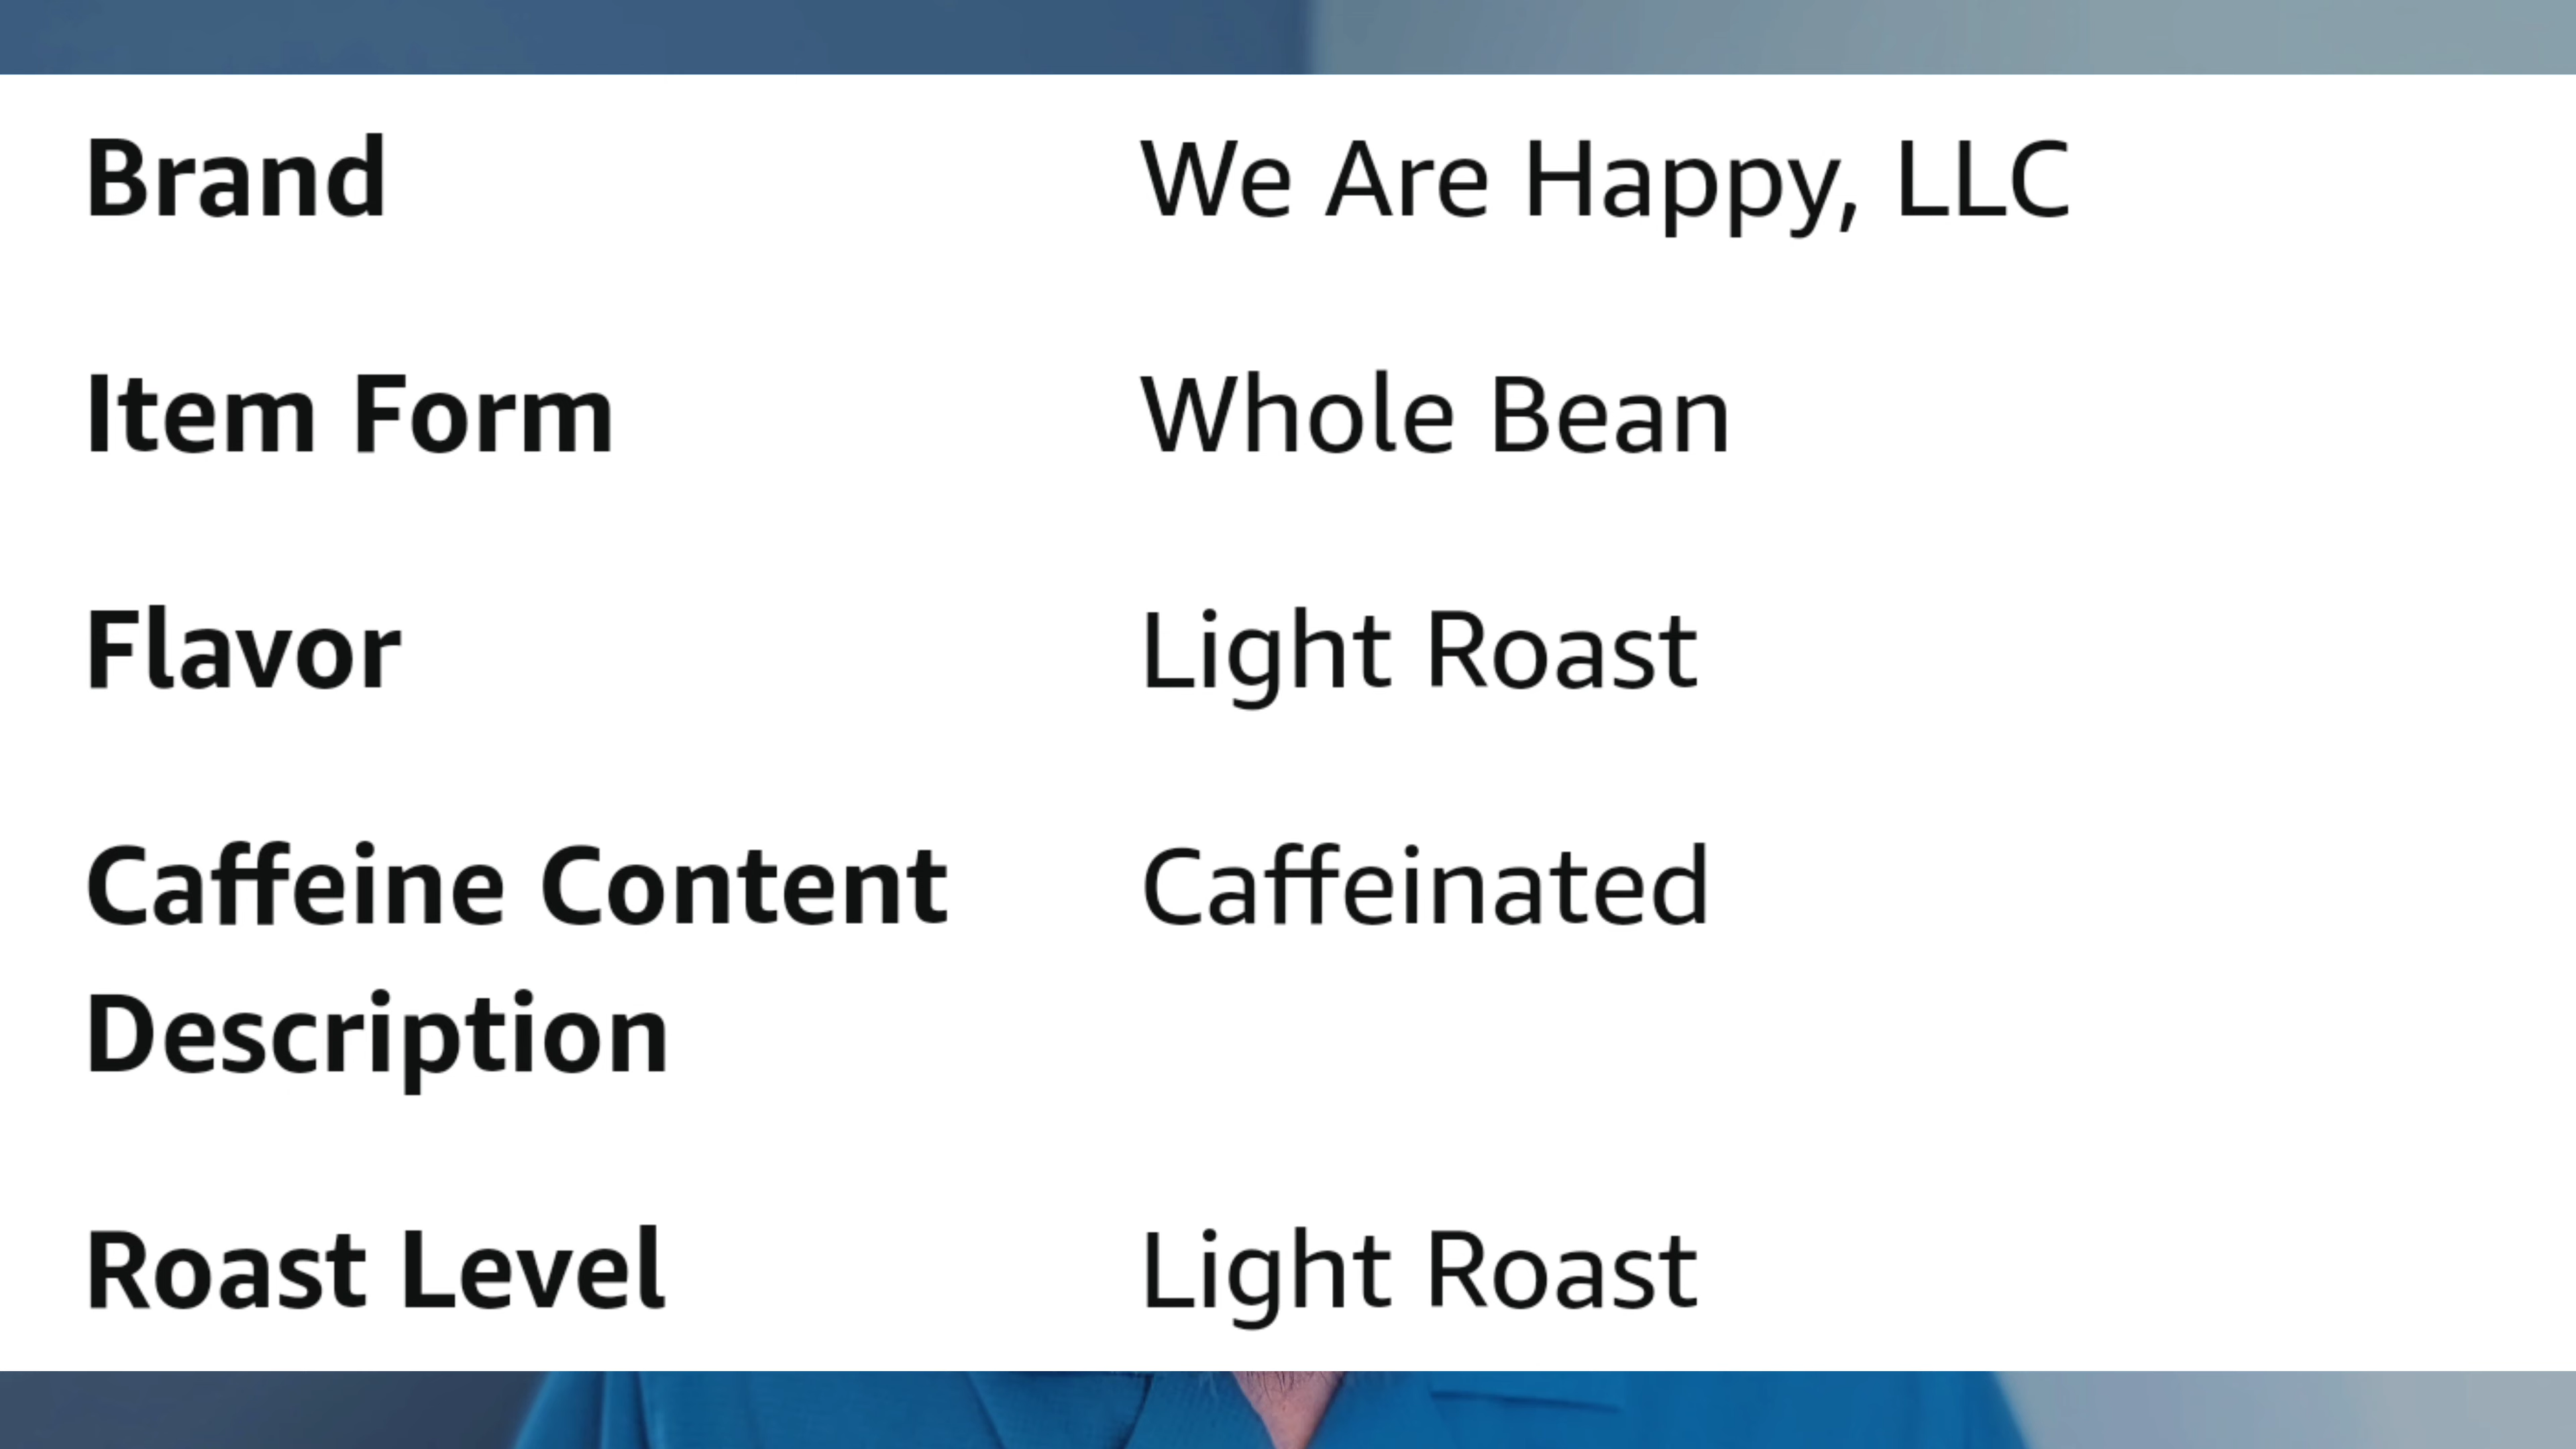 Brand We Are Happy, LLC
Item Form Whole Bean
Flavor Light Roast
Caffeine Content Caffeinated
Description
Roast Level Light Roast